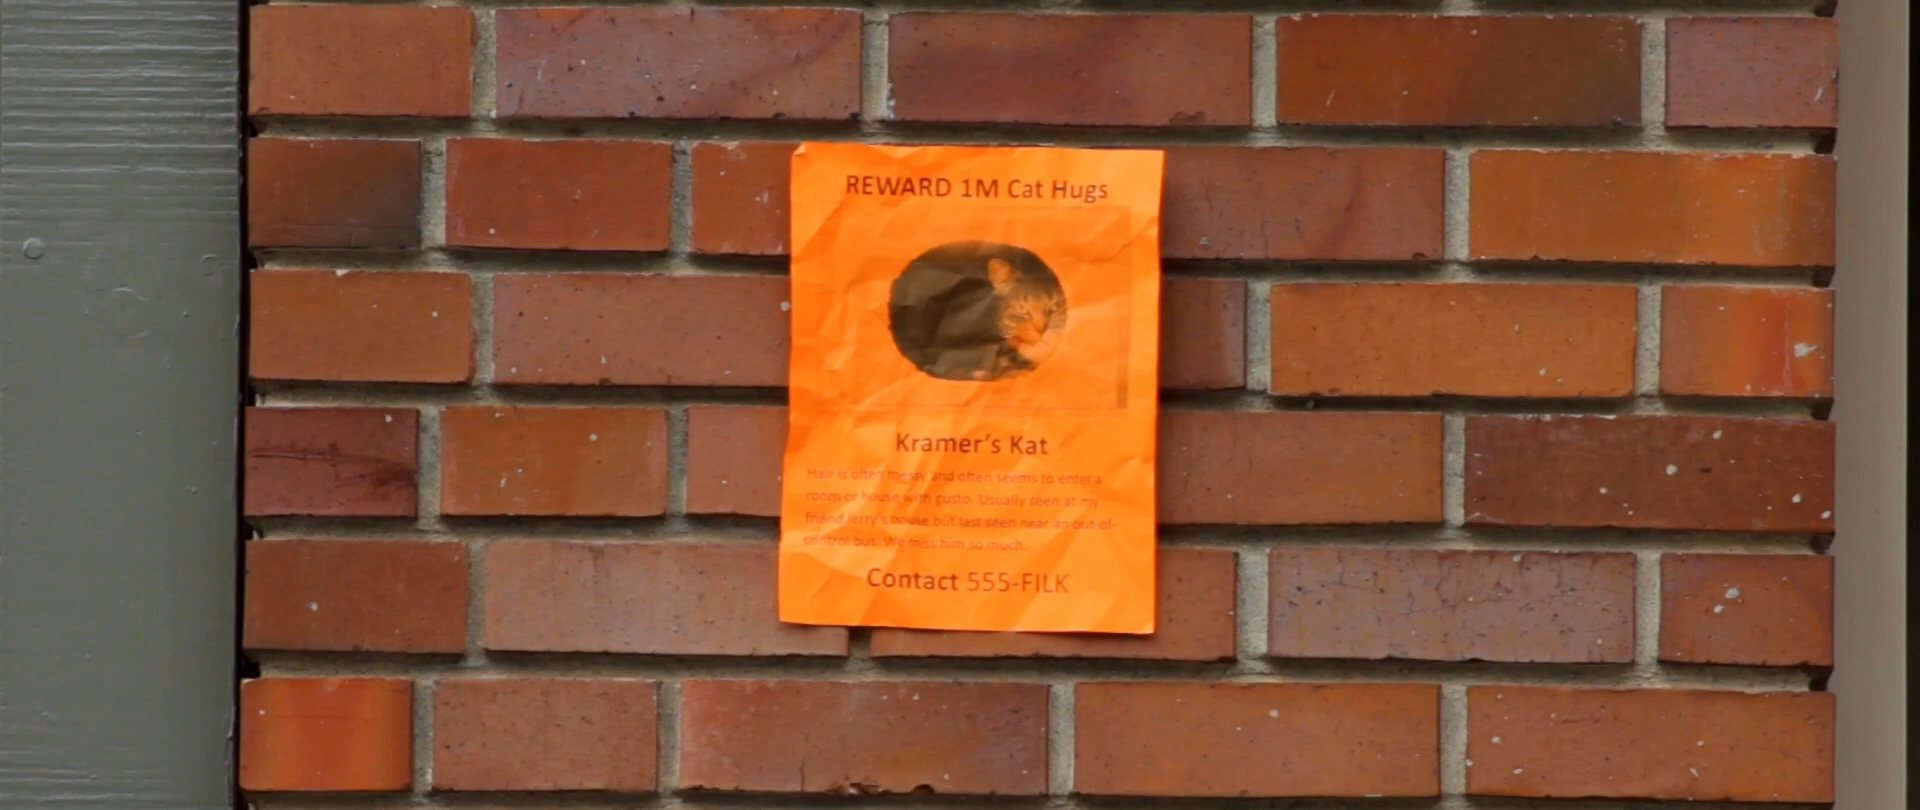 REWARD 1M Cat Hugs
Kramer's Kat
Hair is often messy and often seems to enter a
room or house with gusto. Usually seen at my
friend Jerry's house but last seen near an out-of-
control bus. We miss him so much.
Contact 555-FILK